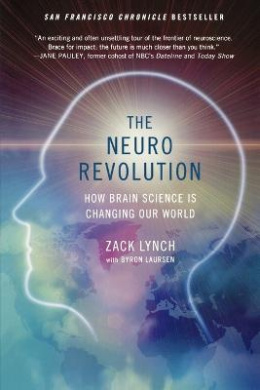 SAN FRANCISCO CHRONICLE BESTSELLER
"An exciting and often unsettling tour of the frontier of neuroscience.
Brace for impact, the future is much closer than you think."
—JANE PAULEY, former cohost of NBC's Dateline and Today Show
THE
NEURO
REVOLUTION
HOW BRAIN SCIENCE IS
CHANGING OUR WORLD
ZACK LYNCH
with BYRON LAURSEN